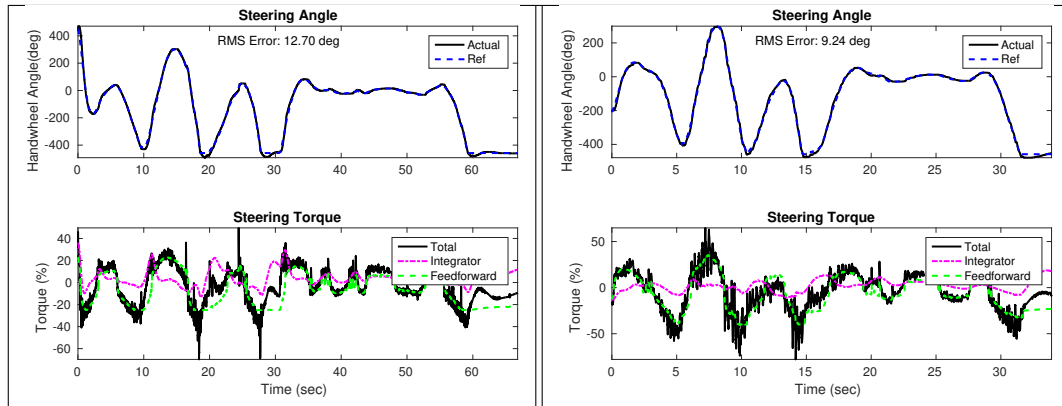 Steering Angle
RMS Error: 12.70 deg
Actual
Ref
Handwheel Angle(deg)
400
200
0
-200
-400
0 10 20 30 40 50 60
Steering Torque
Total
Integrator
Feedforward
Torque (%)
40
20
0
-20
-40
-60
0 10 20 30 40 50 60
Time (sec)
Steering Angle
RMS Error: 9.24 deg
Actual
Ref
Handwheel Angle(deg)
200
0
-200
-400
0 5 10 15 20 25 30
Steering Torque
Total
Integrator
Feedforward
Torque (%)
50
0
-50
0 5 10 15 20 25 30
Time (sec)